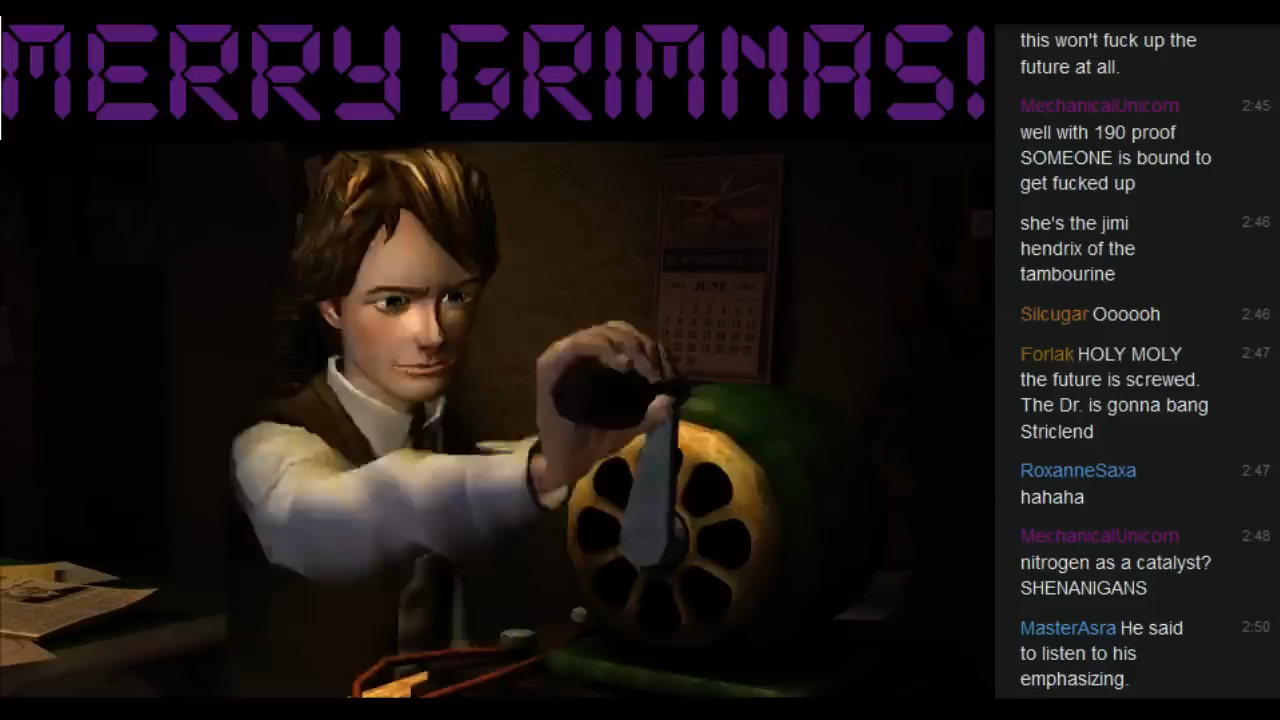 MERRY GRIMNAS!
this won't fuck up the
future at all.
MechanicalUnicorn 2:45
well with 190 proof
SOMEONE is bound to
get fucked up
she's the jimi 2:46
hendrix of the
tambourine
Silcugar Oooooh 2:46
Forlak HOLY MOLY 2:47
the future is screwed.
The Dr. is gonna bang
Striclend
RoxanneSaxa 2:47
hahaha
MechanicalUnicorn 2:48
nitrogen as a catalyst?
SHENANIGANS
MasterAsra He said 2:50
to listen to his
emphasizing.
JUNE